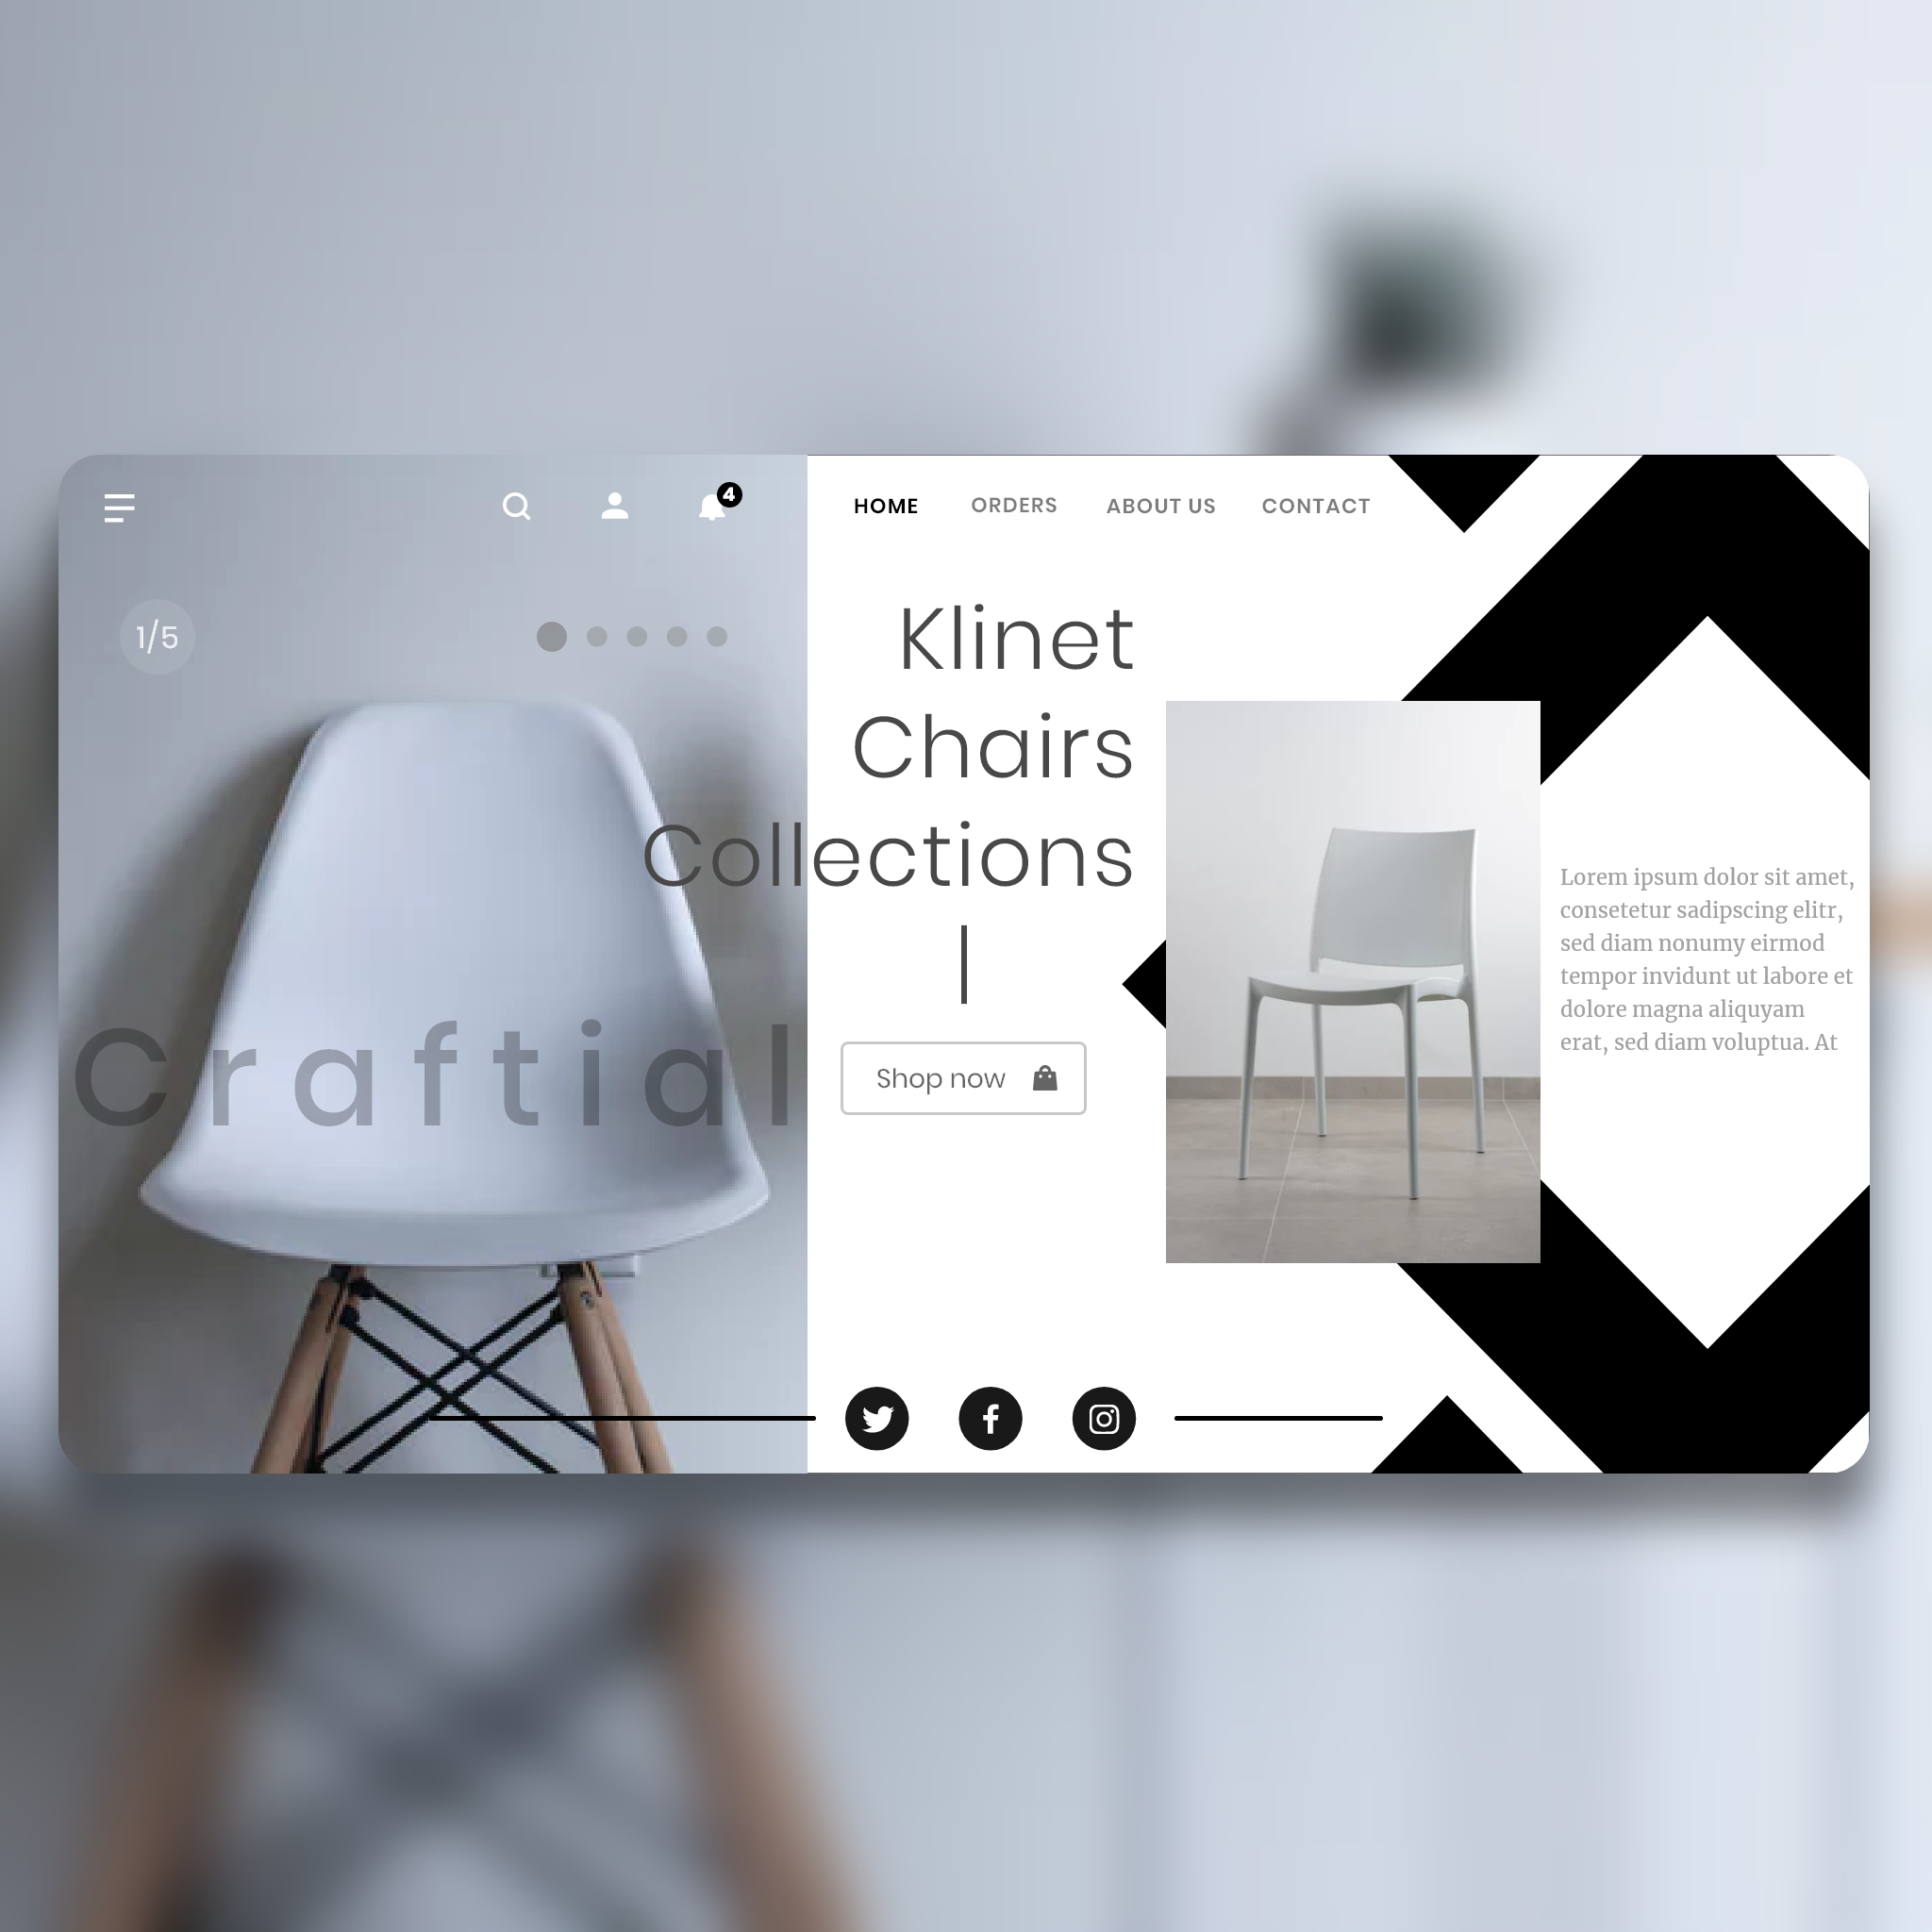 4
HOME ORDERS ABOUT US CONTACT
1/5
Klinet
Chairs
Collections
Craftial
Shop now
Lorem ipsum dolor sit amet,
consetetur sadipscing elitr,
sed diam nonumy eirmod
tempor invidunt ut labore et
dolore magna aliquyam
erat, sed diam voluptua. At